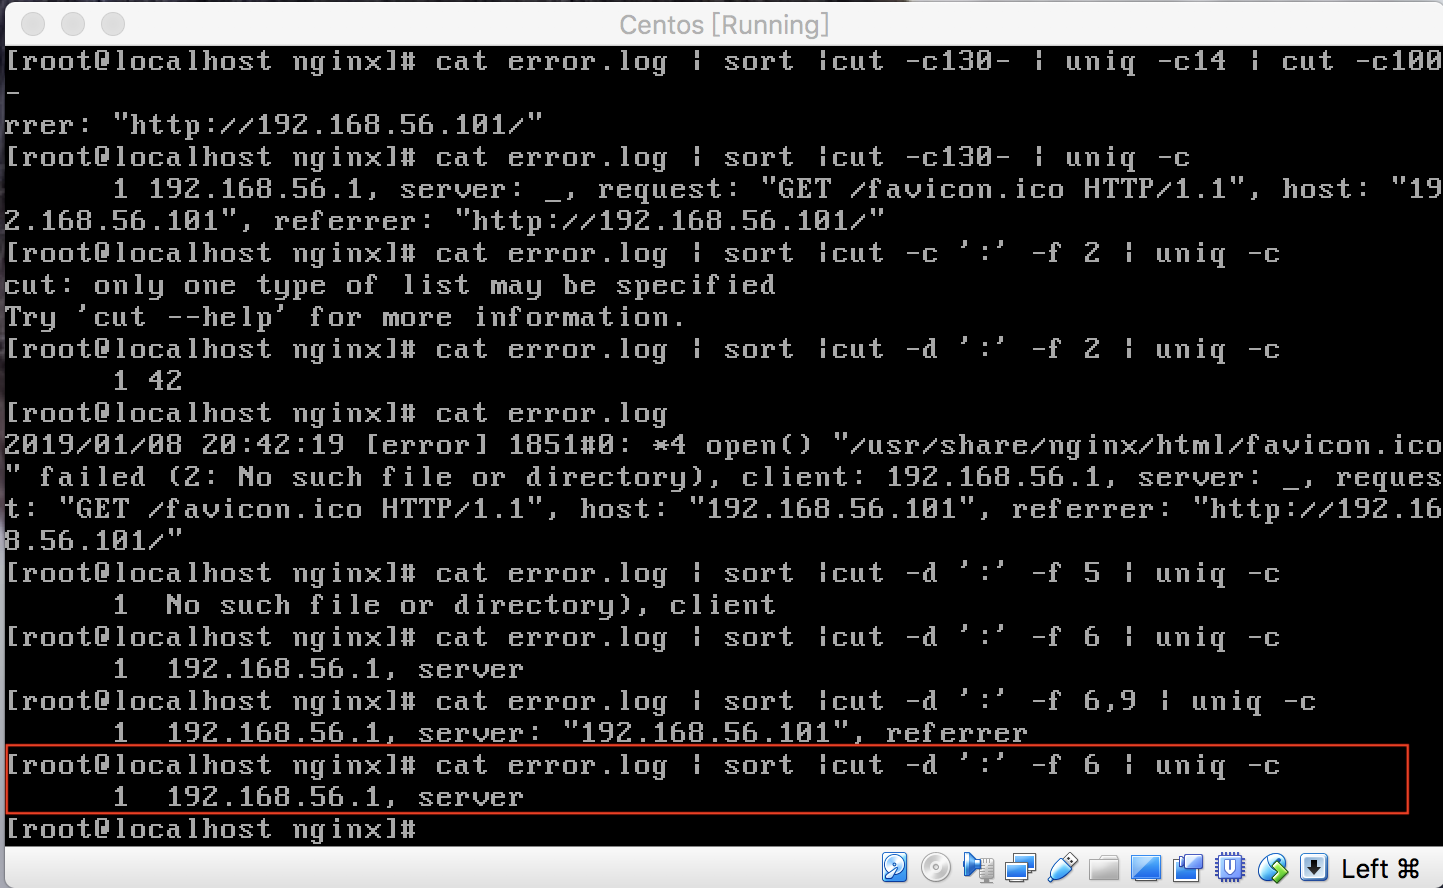 Centos [Running]
[root@localhost nginx]# cat error.log | sort |cut -c130- | uniq -c14 | cut -c100
-
rrer: "http://192.168.56.101/"
[root@localhost nginx]# cat error.log | sort |cut -c130- | uniq -c
      1 192.168.56.1, server: _, request: "GET /favicon.ico HTTP/1.1", host: "19
2.168.56.101", referrer: "http://192.168.56.101/"
[root@localhost nginx]# cat error.log | sort |cut -c ':' -f 2 | uniq -c
cut: only one type of list may be specified
Try 'cut --help' for more information.
[root@localhost nginx]# cat error.log | sort |cut -d ':' -f 2 | uniq -c
      1 42
[root@localhost nginx]# cat error.log
2019/01/08 20:42:19 [error] 1851#0: *4 open() "/usr/share/nginx/html/favicon.ico
" failed (2: No such file or directory), client: 192.168.56.1, server: _, reques
t: "GET /favicon.ico HTTP/1.1", host: "192.168.56.101", referrer: "http://192.16
8.56.101/"
[root@localhost nginx]# cat error.log | sort |cut -d ':' -f 5 | uniq -c
      1  No such file or directory), client
[root@localhost nginx]# cat error.log | sort |cut -d ':' -f 6 | uniq -c
      1  192.168.56.1, server
[root@localhost nginx]# cat error.log | sort |cut -d ':' -f 6,9 | uniq -c
      1  192.168.56.1, server: "192.168.56.101", referrer
[root@localhost nginx]# cat error.log | sort |cut -d ':' -f 6 | uniq -c
      1  192.168.56.1, server
[root@localhost nginx]#
Left ⌘